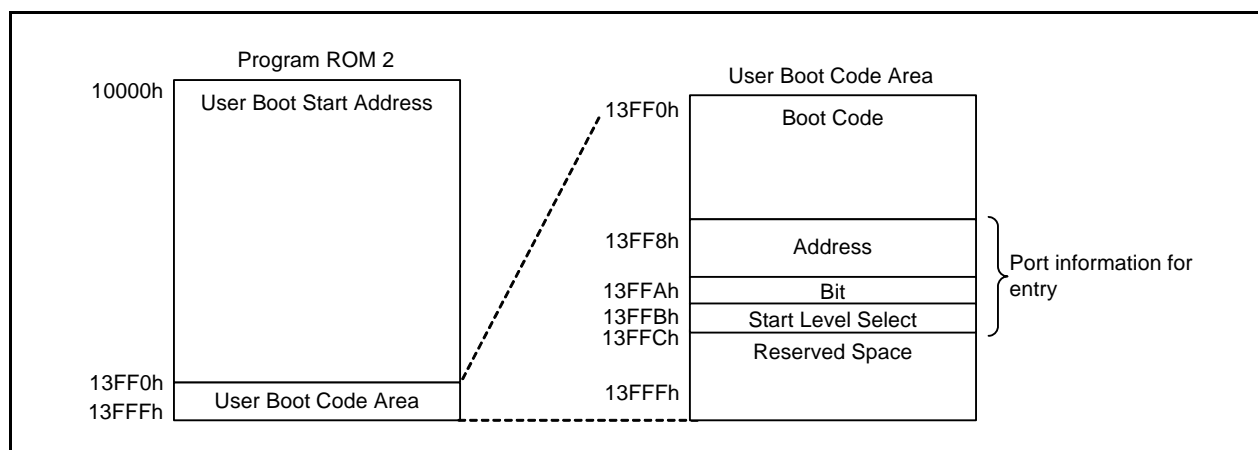 Program ROM 2
10000h
User Boot Start Address
13FF0h
User Boot Code Area
13FFFh
User Boot Code Area
13FF0h
Boot Code
13FF8h
Address
13FFAh
Bit
13FFBh
Start Level Select
13FFCh
Reserved Space
13FFFh
Port information for
entry